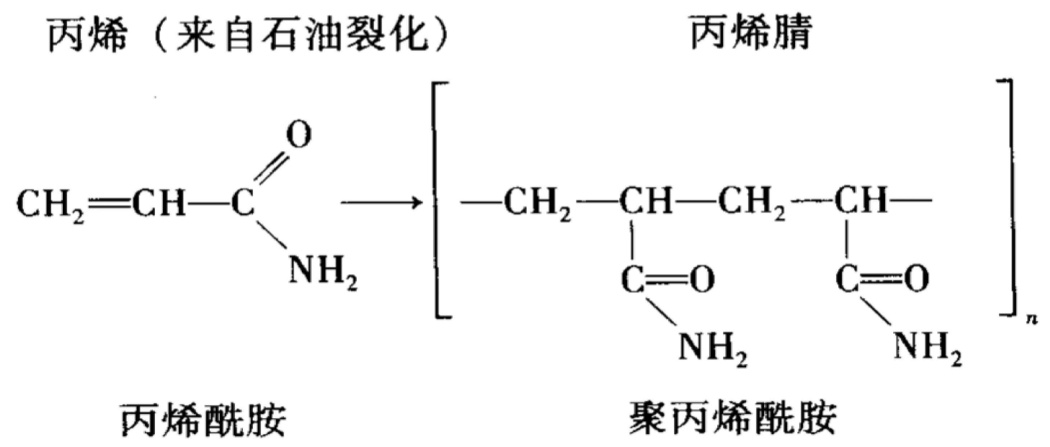 丙烯（来自石油裂化） 丙烯腈
O
CH₂=CH—C → [—CH₂—CH—CH₂—CH—]ₙ
NH₂ C=O C=O
NH₂ NH₂
丙烯酰胺 聚丙烯酰胺